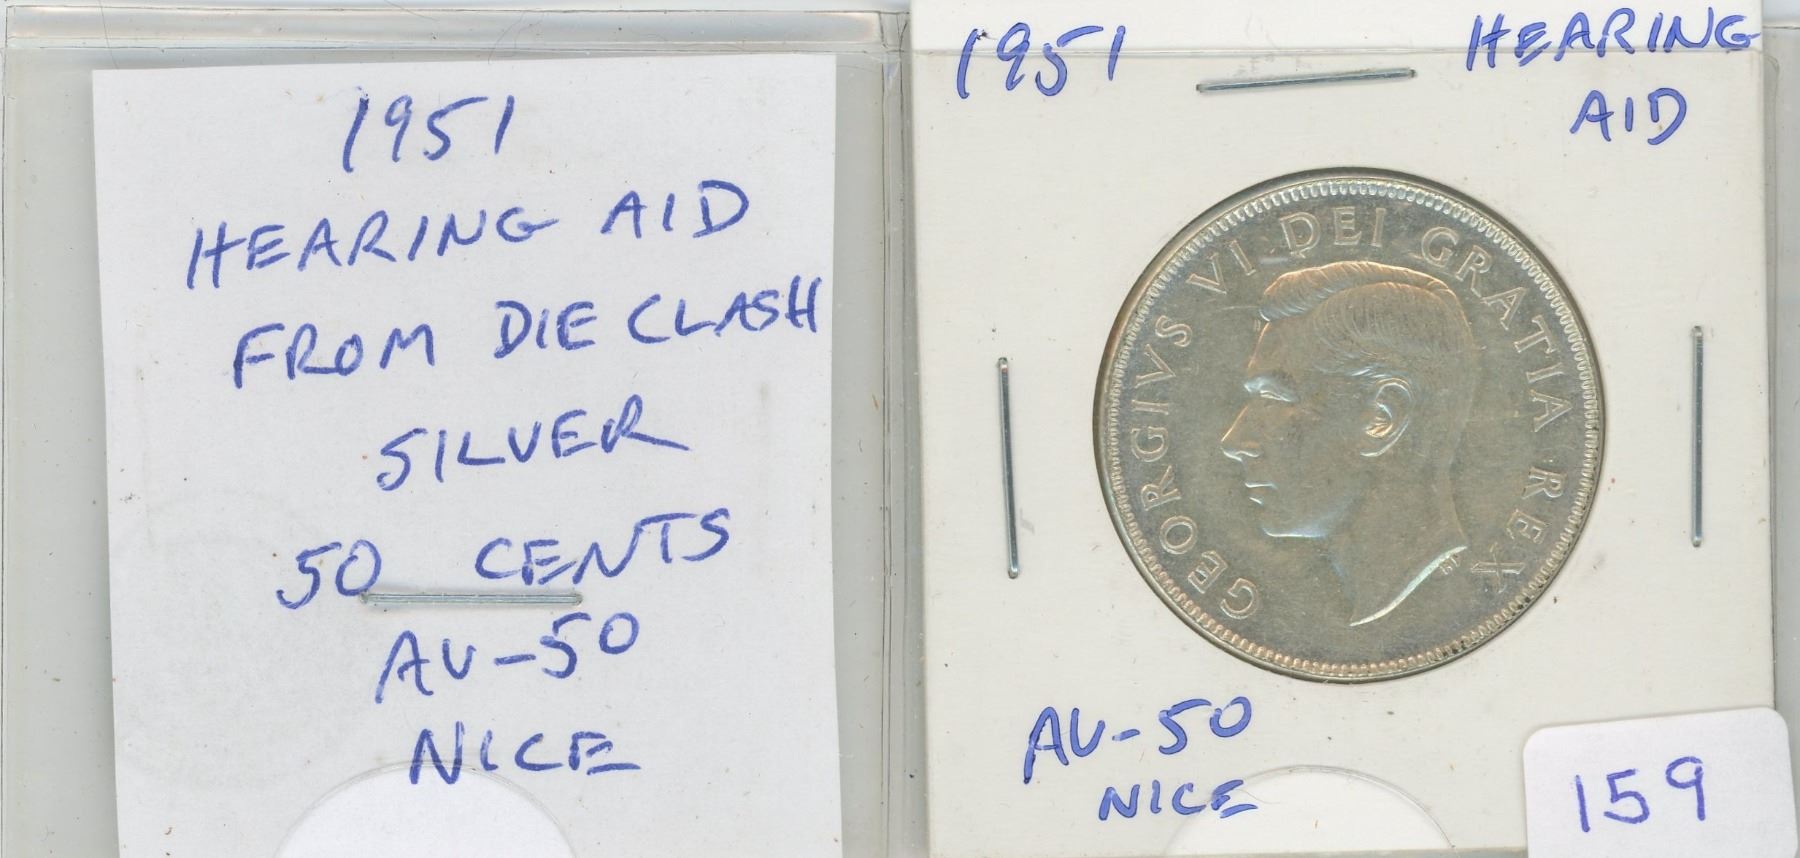 1951
HEARING AID
FROM DIE CLASH
SILVER
50 CENTS
AU-50
NICE
1951
HEARING
AID
GEORGIVS VI DEI GRATIA REX
HP
AU-50
NICE
159